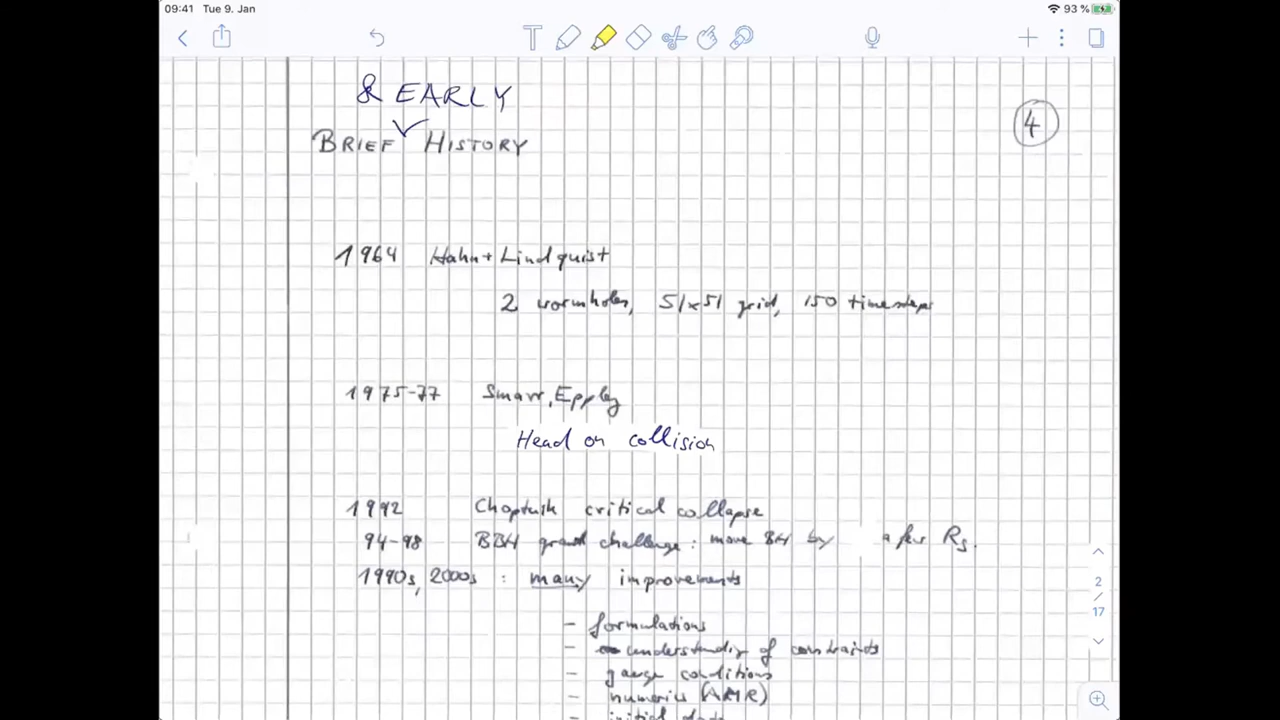 09:41 Tue 9. Jan 93 %
& EARLY
BRIEF HISTORY
4
1964 Hahn + Lindquist
2 wormholes, 51x51 grid, 150 timesteps
1975-77 Smarr, Eppley
Head on collision
1992 Choptuik critical collapse
94-98 BBH grand challenge: move BH by a few Rs.
1990s, 2000s : many improvements
- formulations
- understanding of constraints
- gauge conditions
- numerics (AMR)
- initial data
2
/
17